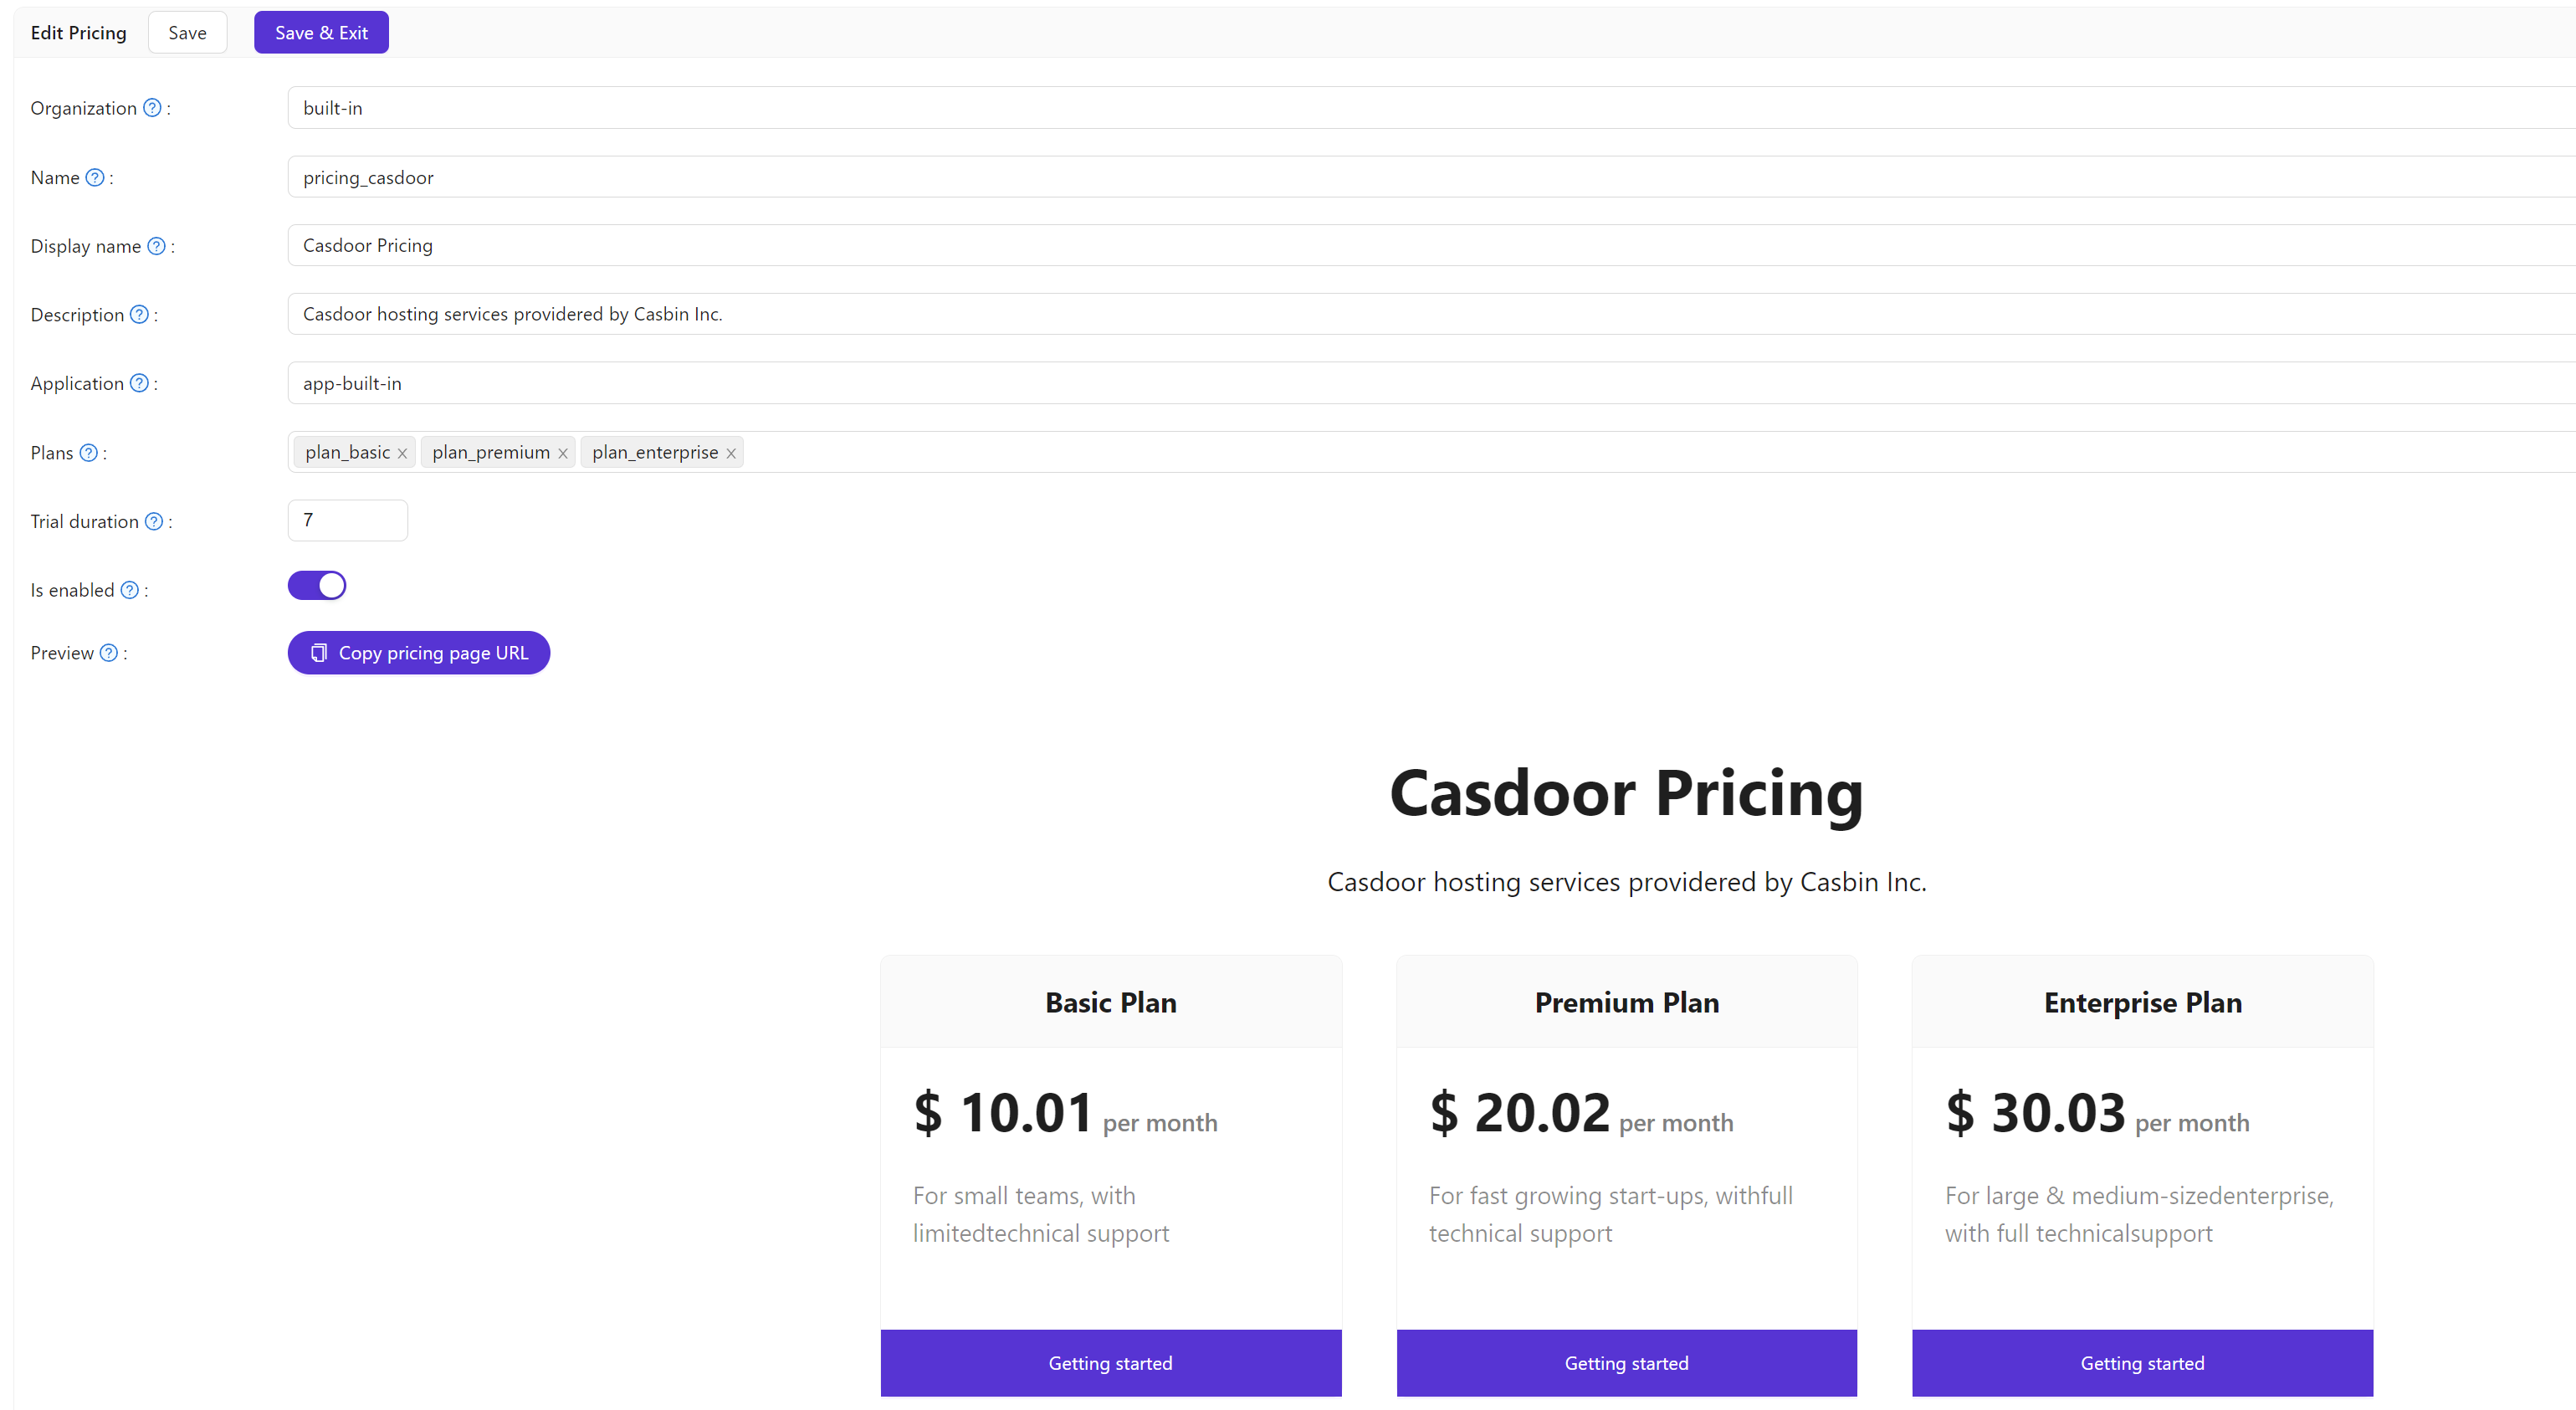 Edit Pricing Save Save & Exit
Organization ? : built-in
Name ? : pricing_casdoor
Display name ? : Casdoor Pricing
Description ? : Casdoor hosting services providered by Casbin Inc.
Application ? : app-built-in
Plans ? : plan_basic × plan_premium × plan_enterprise ×
Trial duration ? : 7
Is enabled ? :
Preview ? : Copy pricing page URL
Casdoor Pricing
Casdoor hosting services providered by Casbin Inc.
Basic Plan
$ 10.01 per month
For small teams, with
limitedtechnical support
Getting started
Premium Plan
$ 20.02 per month
For fast growing start-ups, withfull
technical support
Getting started
Enterprise Plan
$ 30.03 per month
For large & medium-sizedenterprise,
with full technicalsupport
Getting started